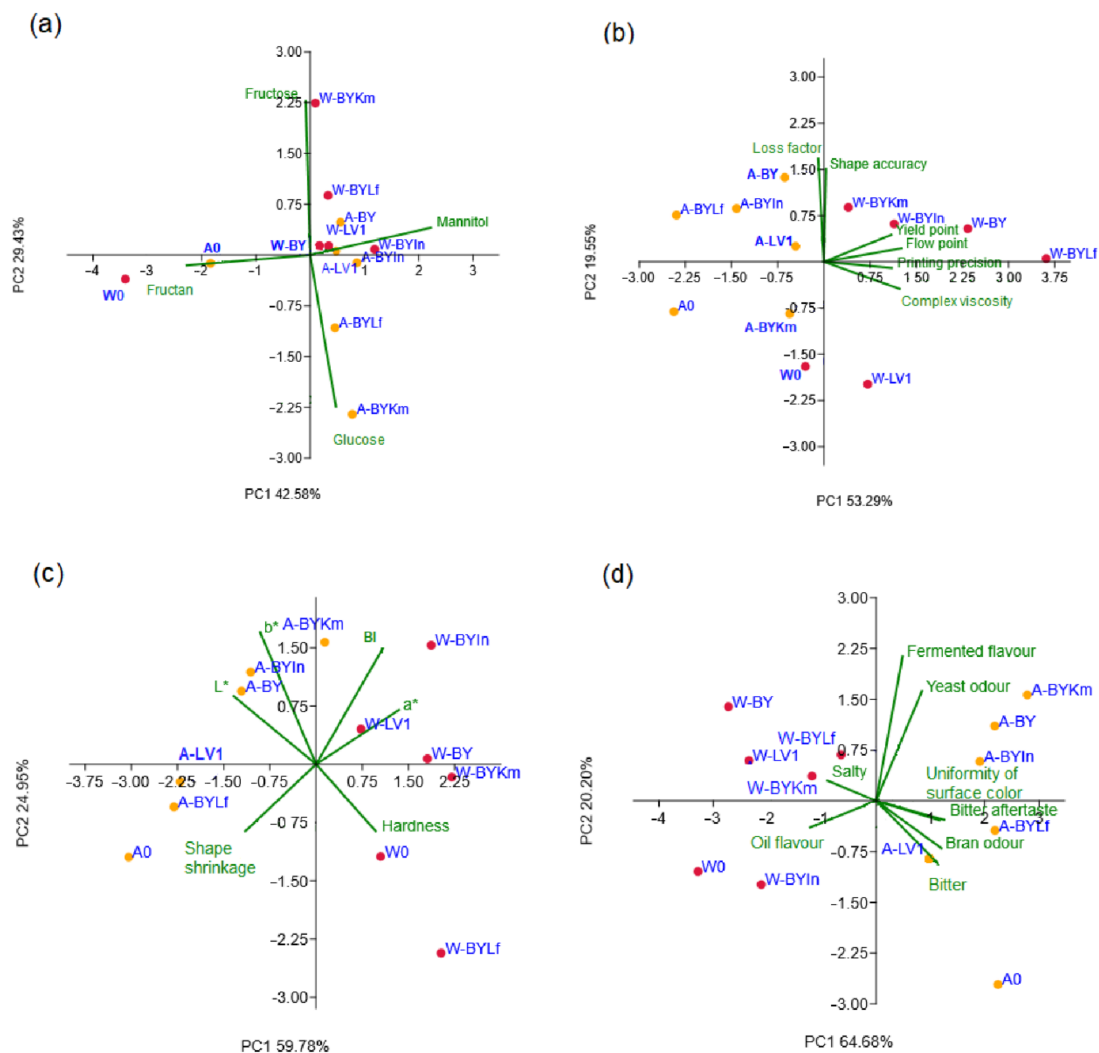 (a)
3.00
Fructose
2.25
W-BYKm
1.50
W-BYLf
0.75
A-BY
Mannitol
W-LV1
A0
W-BY
W-BYIn
A-BYIn
A-LV1
−4 −3 −2 −1 1 2 3
Fructan
W0
−0.75
A-BYLf
−1.50
−2.25
A-BYKm
Glucose
−3.00
PC2 29.43%
PC1 42.58%
(b)
3.00
2.25
Loss factor
1.50
Shape accuracy
A-BY
A-BYLf
A-BYIn
0.75
W-BYKm
W-BYIn
W-BY
Yield point
A-LV1
Flow point
W-BYLf
Printing precision
−3.00 −2.25 −1.50 −0.75 0.75 1.50 2.25 3.00 3.75
A0
−0.75
Complex viscosity
A-BYKm
−1.50
W0
W-LV1
−2.25
−3.00
PC2 19.55%
PC1 53.29%
(c)
b*
A-BYKm
1.50
BI
W-BYIn
A-BYIn
L*
A-BY
0.75
a*
W-LV1
A-LV1
W-BY
W-BYKm
−3.75 −3.00 −2.25 −1.50 −0.75 0.75 1.50 2.25
A-BYLf
−0.75
Hardness
Shape
shrinkage
A0
W0
−1.50
−2.25
W-BYLf
−3.00
PC2 24.95%
PC1 59.78%
(d)
3.00
2.25
Fermented flavour
Yeast odour
A-BYKm
1.50
W-BY
A-BY
W-BYLf
0.75
W-LV1
A-BYIn
Salty
Uniformity of
surface color
W-BYKm
Bitter aftertaste
−4 −3 −2 −1 2 3
A-BYLf
Oil flavour
−0.75
A-LV1
Bran odour
W0
W-BYIn
Bitter
−1.50
−2.25
A0
−3.00
PC2 20.20%
PC1 64.68%